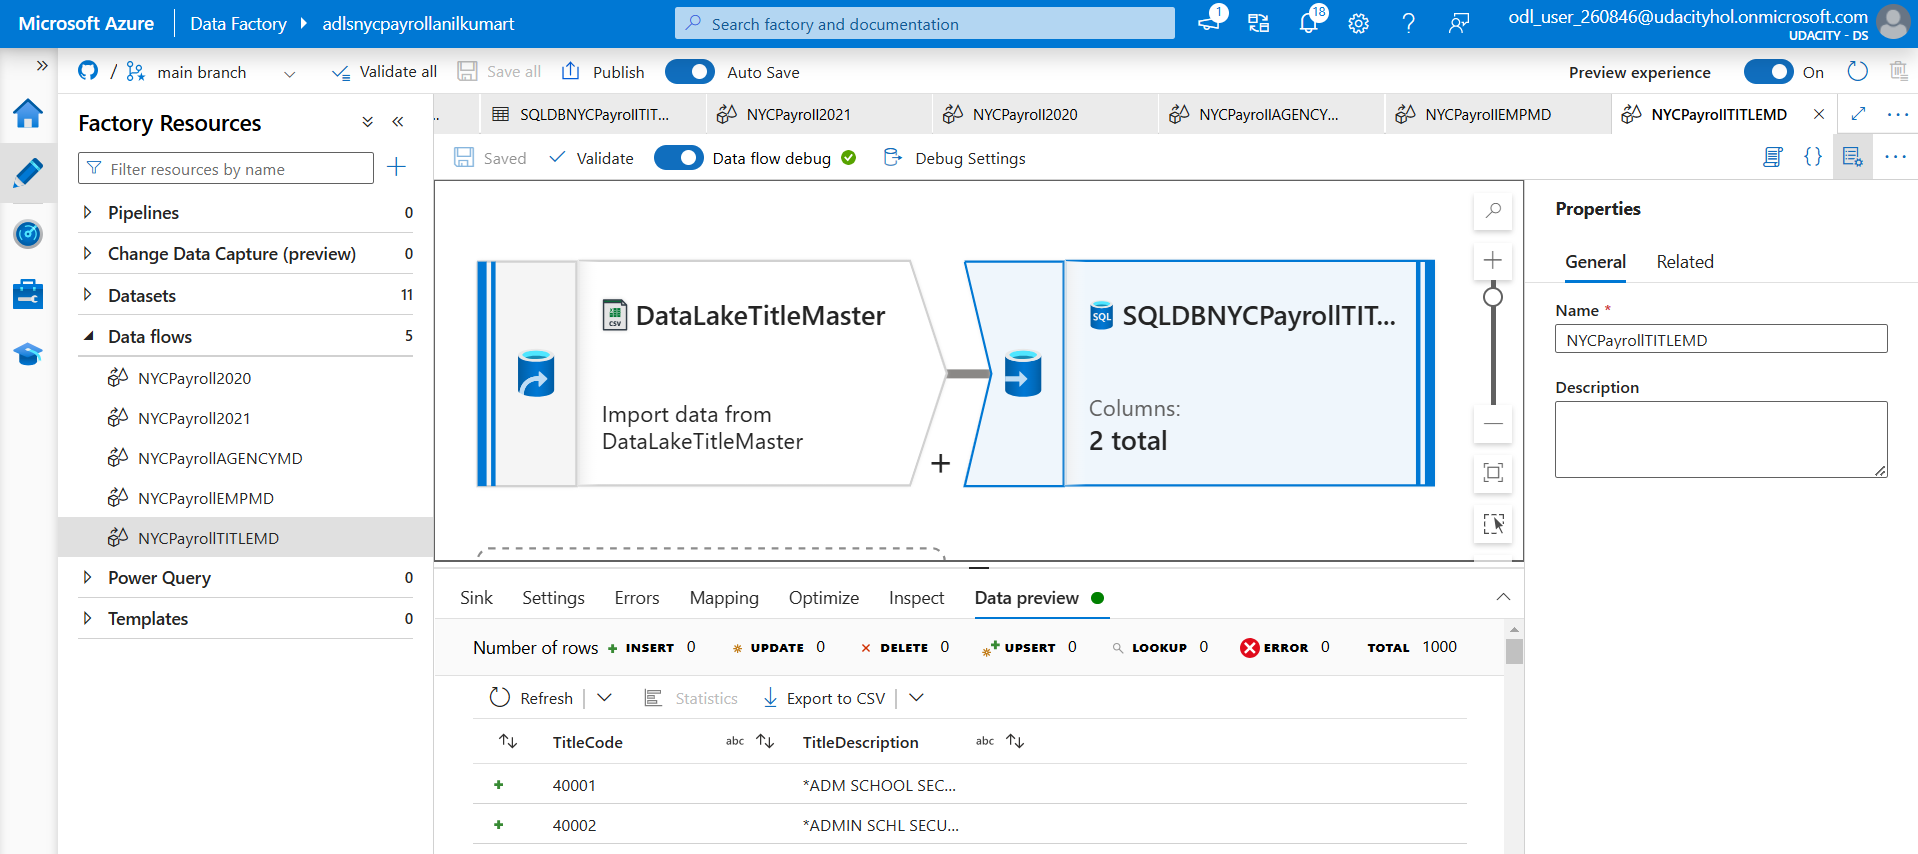 Microsoft Azure
Data Factory
adlsnycpayrollanilkumart
Search factory and documentation
1
18
odl_user_260846@udacityhol.onmicrosoft.com
UDACITY - DS
/ main branch
Validate all
Save all
Publish
Auto Save
Preview experience
On
Factory Resources
Filter resources by name
Pipelines 0
Change Data Capture (preview) 0
Datasets 11
Data flows 5
NYCPayroll2020
NYCPayroll2021
NYCPayrollAGENCYMD
NYCPayrollEMPMD
NYCPayrollTITLEMD
Power Query 0
Templates 0
SQLDBNYCPayrollTIT...
NYCPayroll2021
NYCPayroll2020
NYCPayrollAGENCY...
NYCPayrollEMPMD
NYCPayrollTITLEMD
Saved
Validate
Data flow debug
Debug Settings
{}
CSV
DataLakeTitleMaster
Import data from
DataLakeTitleMaster
SQL
SQLDBNYCPayrollTIT...
Columns:
2 total
Properties
General
Related
Name *
NYCPayrollTITLEMD
Description
Sink
Settings
Errors
Mapping
Optimize
Inspect
Data preview
Number of rows
INSERT 0
UPDATE 0
DELETE 0
UPSERT 0
LOOKUP 0
ERROR 0
TOTAL 1000
Refresh
Statistics
Export to CSV
TitleCode abc
TitleDescription abc
40001 *ADM SCHOOL SEC...
40002 *ADMIN SCHL SECU...